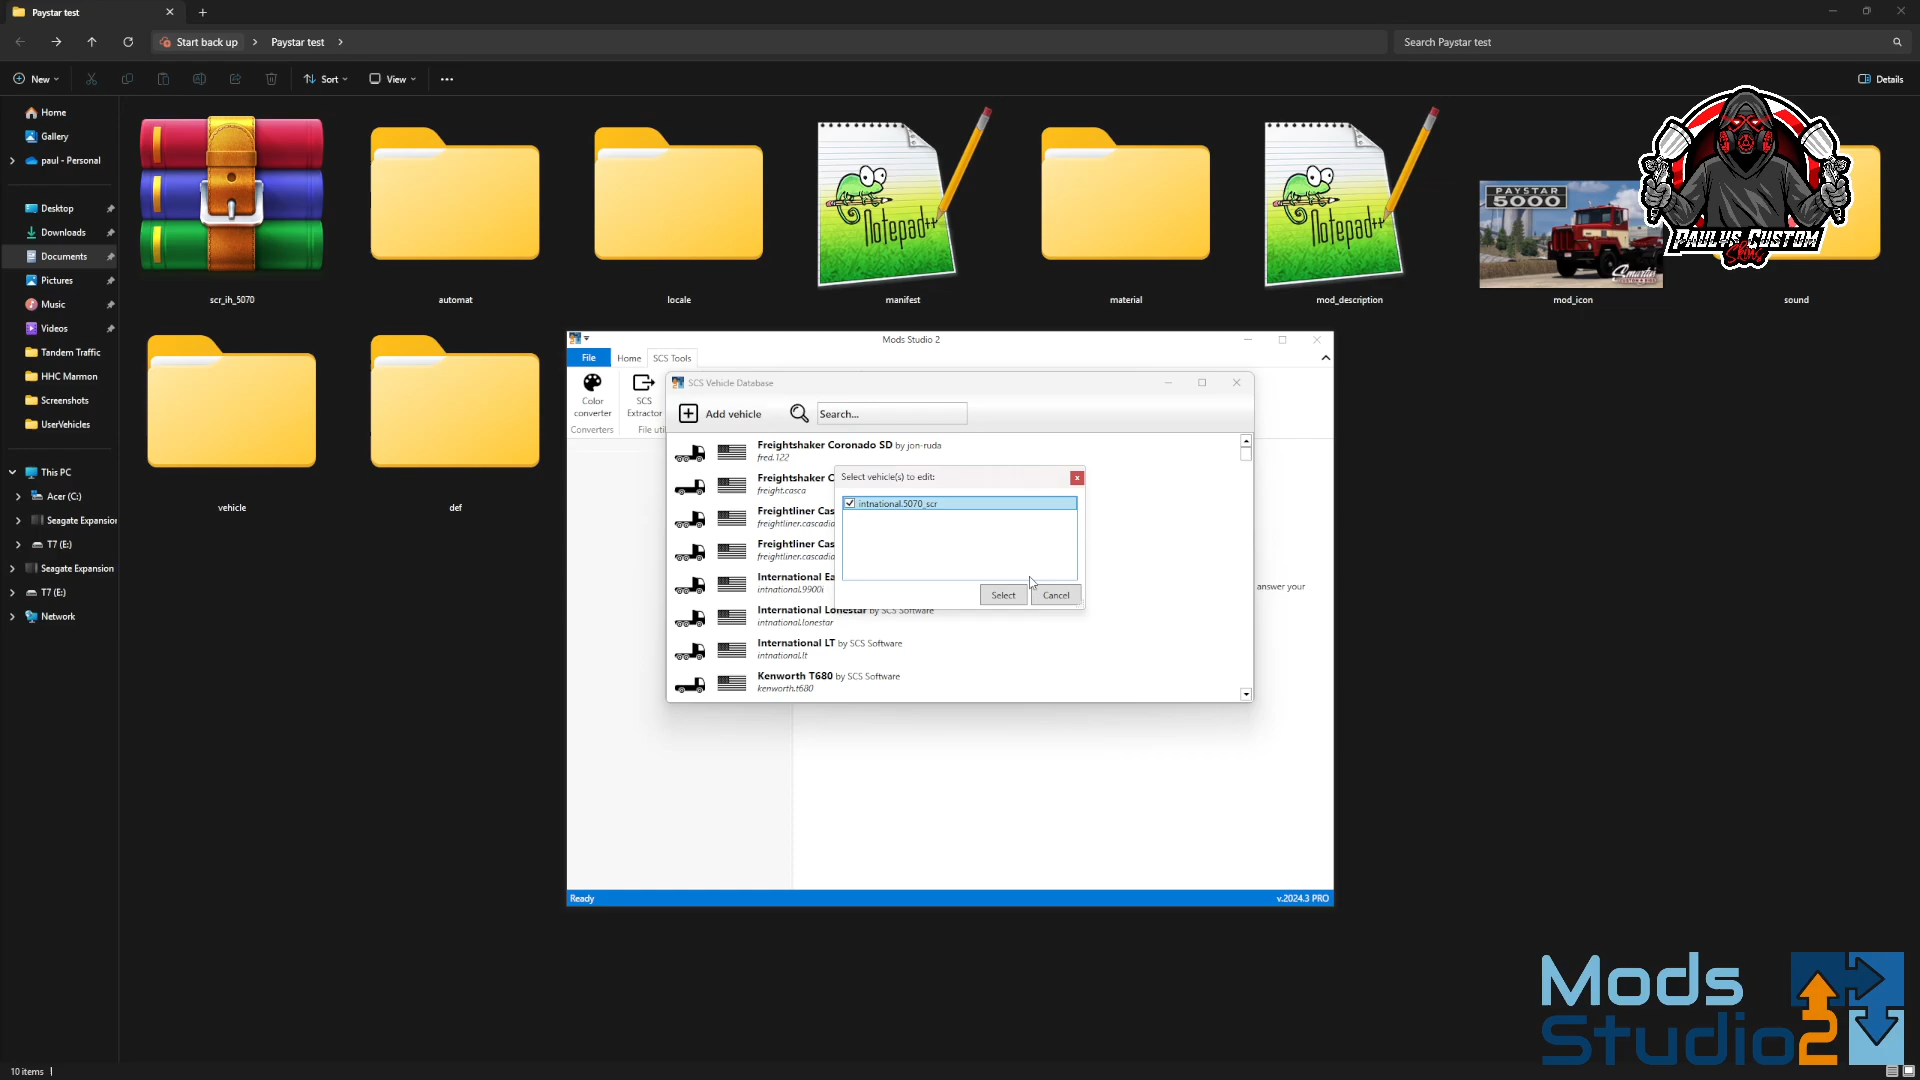 Paystar test
Start back up
Paystar test
Search Paystar test
New
Sort
View
Details
Home
Gallery
paul - Personal
Desktop
Downloads
Documents
Pictures
Music
Videos
Tandem Traffic
HHC Marmon
Screenshots
UserVehicles
This PC
Acer (C:)
Seagate Expansion
T7 (E:)
Seagate Expansion
T7 (E:)
Network
Notepad++
Notepad++
PAYSTAR
5000
PAULV8 CUSTOM
Skins
scr_ih_5070
automat
locale
manifest
material
mod_description
mod_icon
sound
vehicle
def
Mods Studio 2
File
Home
SCS Tools
Color
converter
SCS
Extractor
Converters
File uti
SCS Vehicle Database
Add vehicle
Search...
Freightshaker Coronado SD by jon-ruda
fred.122
Freightshaker C
freight.casca
Freightliner Cas
freightliner.cascadia
Freightliner Cas
freightliner.cascadia
International Ea
intnational.9900i
International Lonestar by SCS Software
intnational.lonestar
International LT by SCS Software
intnational.lt
Kenworth T680 by SCS Software
kenworth.t680
Select vehicle(s) to edit:
x
intnational.5070_scr
Select
Cancel
answer your
Ready
v.2024.3 PRO
Mods
Studio2
10 items